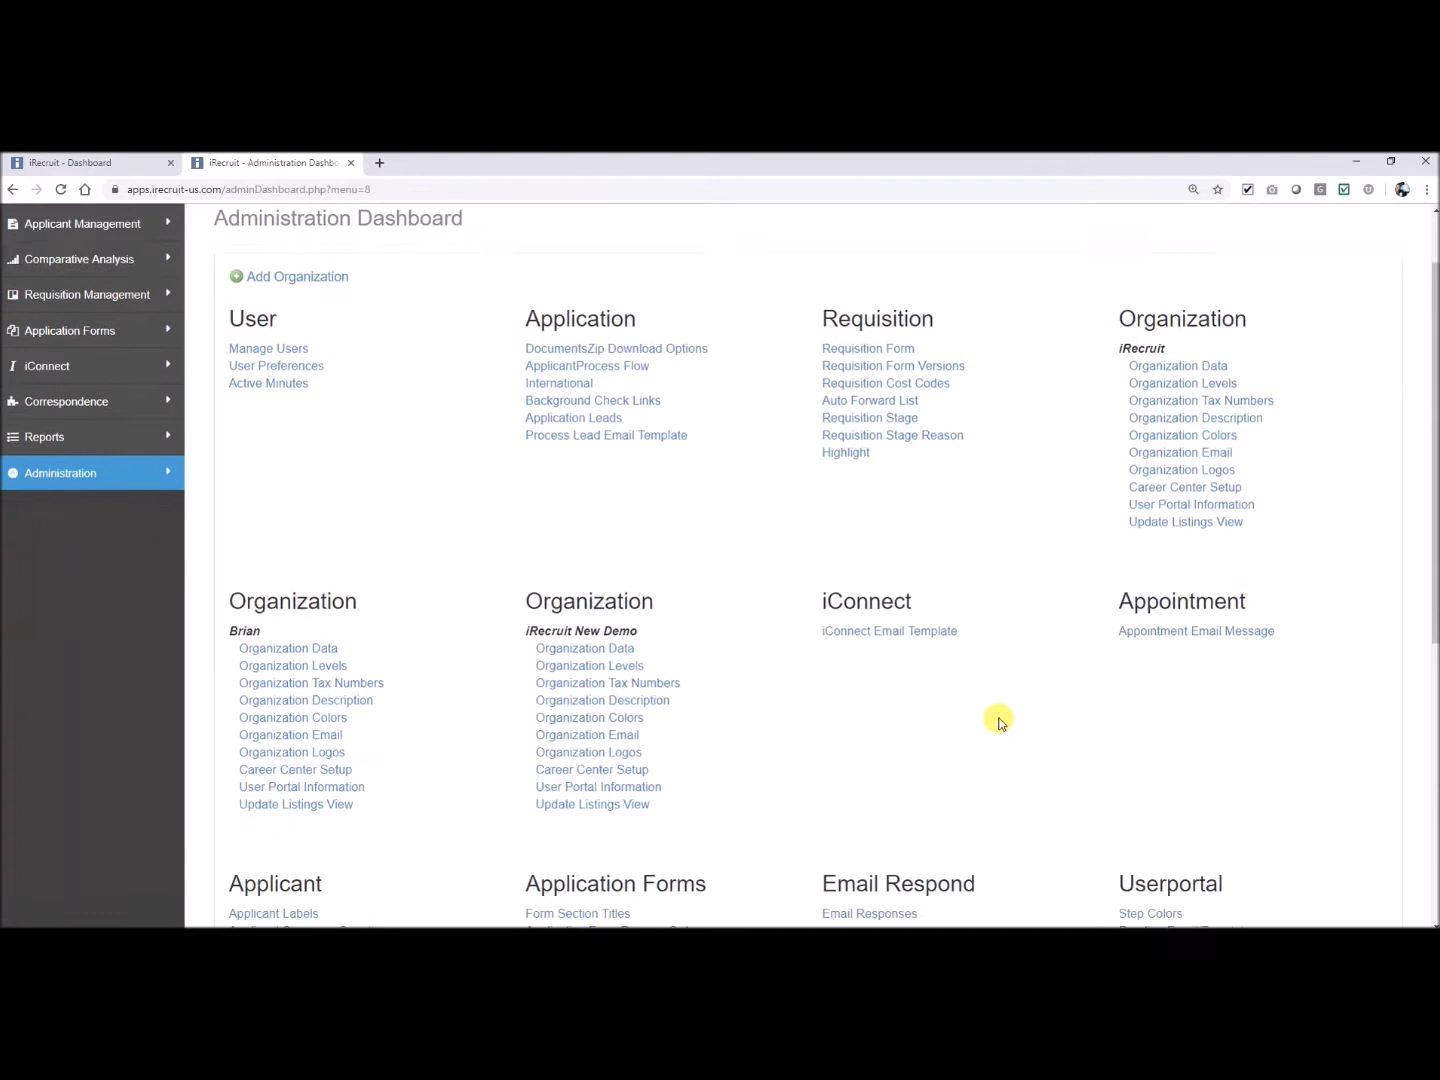 iRecruit - Dashboard
iRecruit - Administration Dashbo
apps.irecruit-us.com/adminDashboard.php?menu=8
Applicant Management
Comparative Analysis
Requisition Management
Application Forms
iConnect
Correspondence
Reports
Administration
Administration Dashboard
Add Organization
User
Manage Users
User Preferences
Active Minutes
Application
DocumentsZip Download Options
ApplicantProcess Flow
International
Background Check Links
Application Leads
Process Lead Email Template
Requisition
Requisition Form
Requisition Form Versions
Requisition Cost Codes
Auto Forward List
Requisition Stage
Requisition Stage Reason
Highlight
Organization
iRecruit
Organization Data
Organization Levels
Organization Tax Numbers
Organization Description
Organization Colors
Organization Email
Organization Logos
Career Center Setup
User Portal Information
Update Listings View
Organization
Brian
Organization Data
Organization Levels
Organization Tax Numbers
Organization Description
Organization Colors
Organization Email
Organization Logos
Career Center Setup
User Portal Information
Update Listings View
Organization
iRecruit New Demo
Organization Data
Organization Levels
Organization Tax Numbers
Organization Description
Organization Colors
Organization Email
Organization Logos
Career Center Setup
User Portal Information
Update Listings View
iConnect
iConnect Email Template
Appointment
Appointment Email Message
Applicant
Applicant Labels
Application Forms
Form Section Titles
Email Respond
Email Responses
Userportal
Step Colors